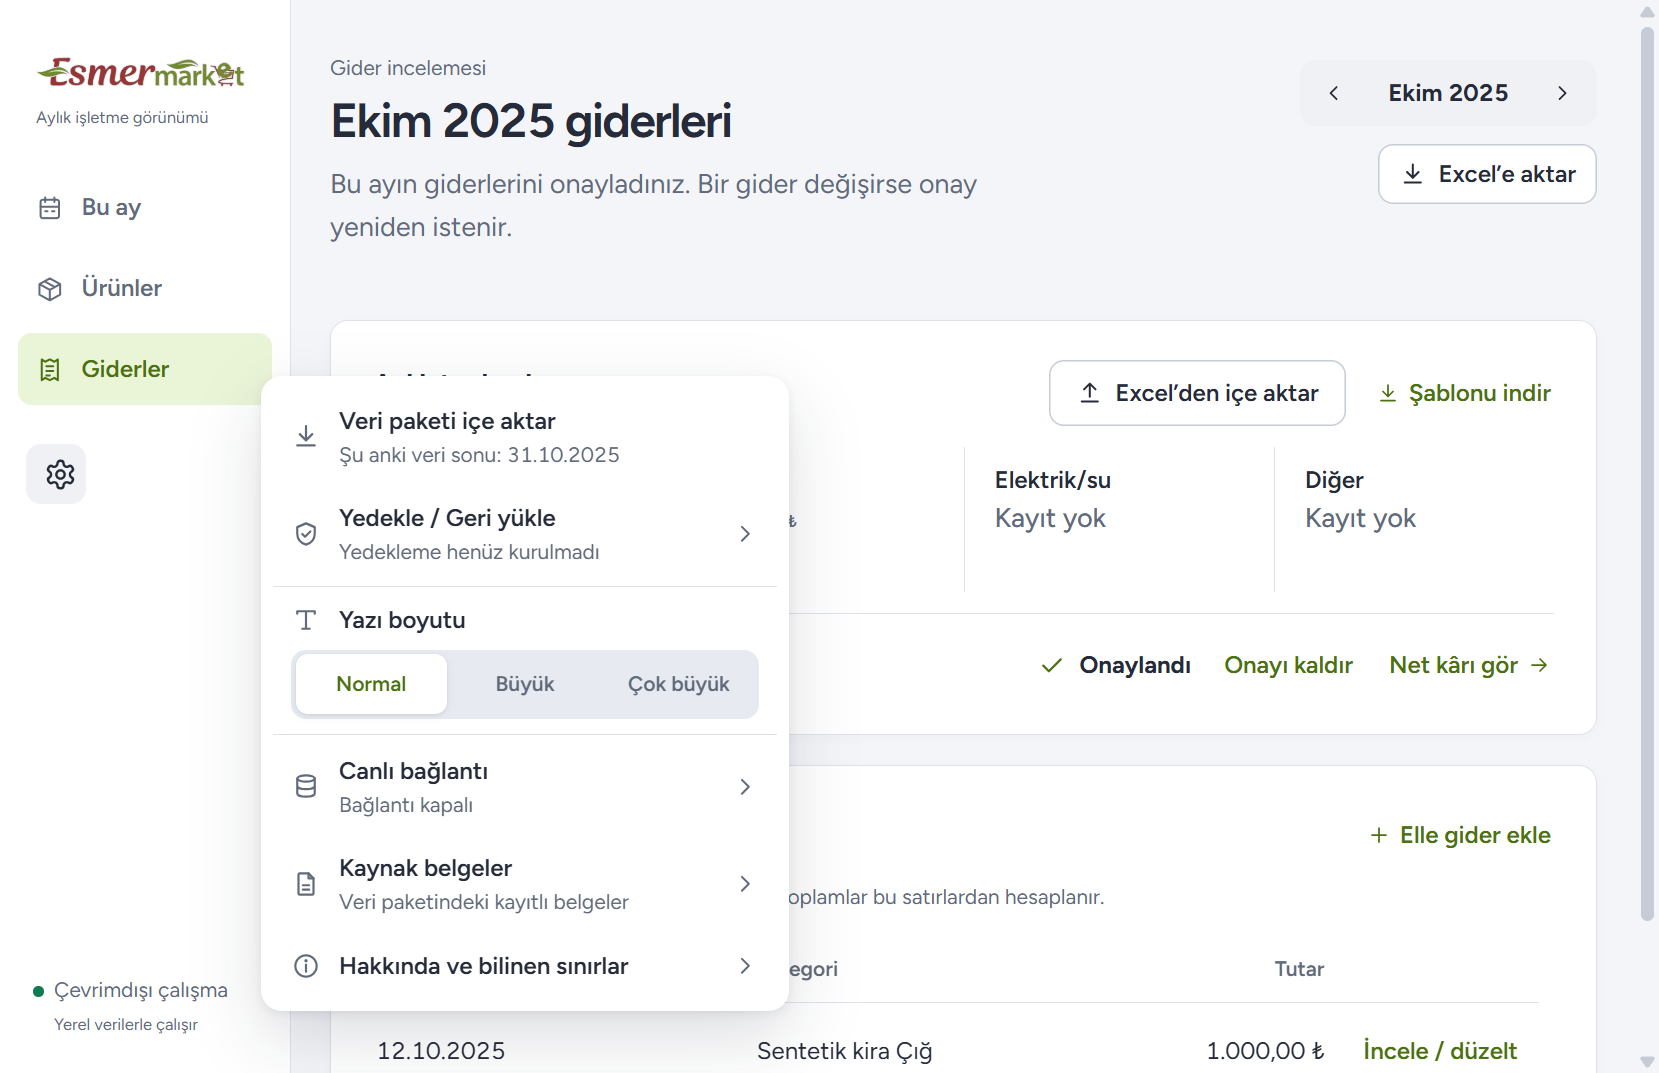 Esmermarket
Aylık işletme görünümü
Bu ay
Ürünler
Giderler
Çevrimdışı çalışma
Yerel verilerle çalışır
Gider incelemesi
Ekim 2025 giderleri
Bu ayın giderlerini onayladınız. Bir gider değişirse onay
yeniden istenir.
Ekim 2025
Excel’e aktar
Excel’den içe aktar
Şablonu indir
Veri paketi içe aktar
Şu anki veri sonu: 31.10.2025
Yedekle / Geri yükle
Yedekleme henüz kurulmadı
Yazı boyutu
Normal
Büyük
Çok büyük
Canlı bağlantı
Bağlantı kapalı
Kaynak belgeler
Veri paketindeki kayıtlı belgeler
Hakkında ve bilinen sınırlar
₺
Elektrik/su
Kayıt yok
Diğer
Kayıt yok
Onaylandı
Onayı kaldır
Net kârı gör
Elle gider ekle
oplamlar bu satırlardan hesaplanır.
egori
Tutar
12.10.2025
Sentetik kira Çığ
1.000,00 ₺
İncele / düzelt